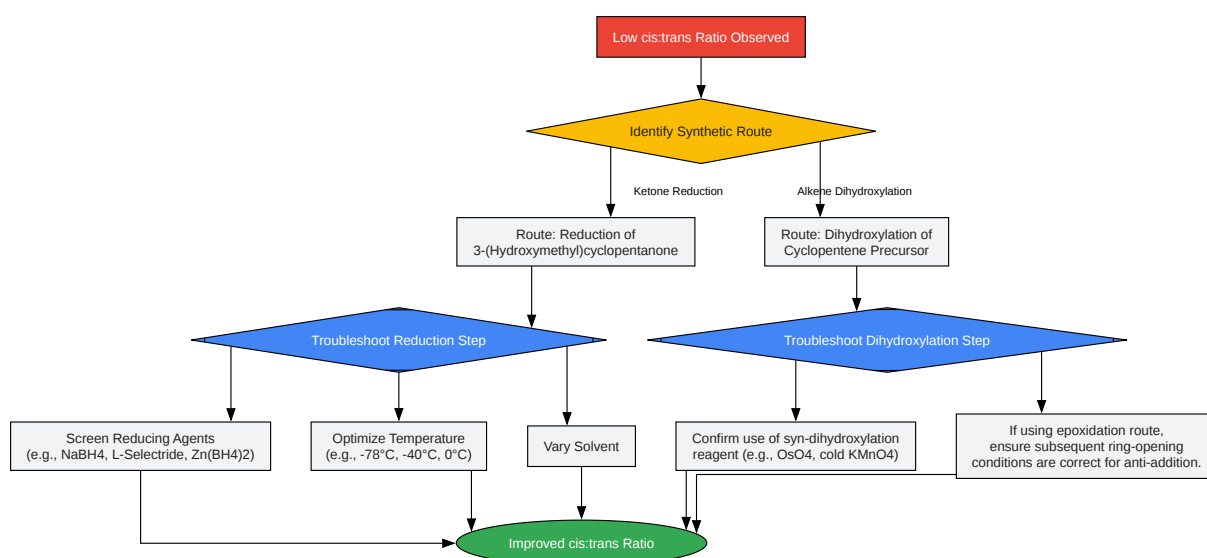 Low cis:trans Ratio Observed
Identify Synthetic Route
Ketone Reduction
Alkene Dihydroxylation
Route: Reduction of
3-(Hydroxymethyl)cyclopentanone
Route: Dihydroxylation of
Cyclopentene Precursor
Troubleshoot Reduction Step
Troubleshoot Dihydroxylation Step
Screen Reducing Agents
(e.g., NaBH4, L-Selectride, Zn(BH4)2)
Optimize Temperature
(e.g., -78°C, -40°C, 0°C)
Vary Solvent
Confirm use of syn-dihydroxylation
reagent (e.g., OsO4, cold KMnO4)
If using epoxidation route,
ensure subsequent ring-opening
conditions are correct for anti-addition.
Improved cis:trans Ratio